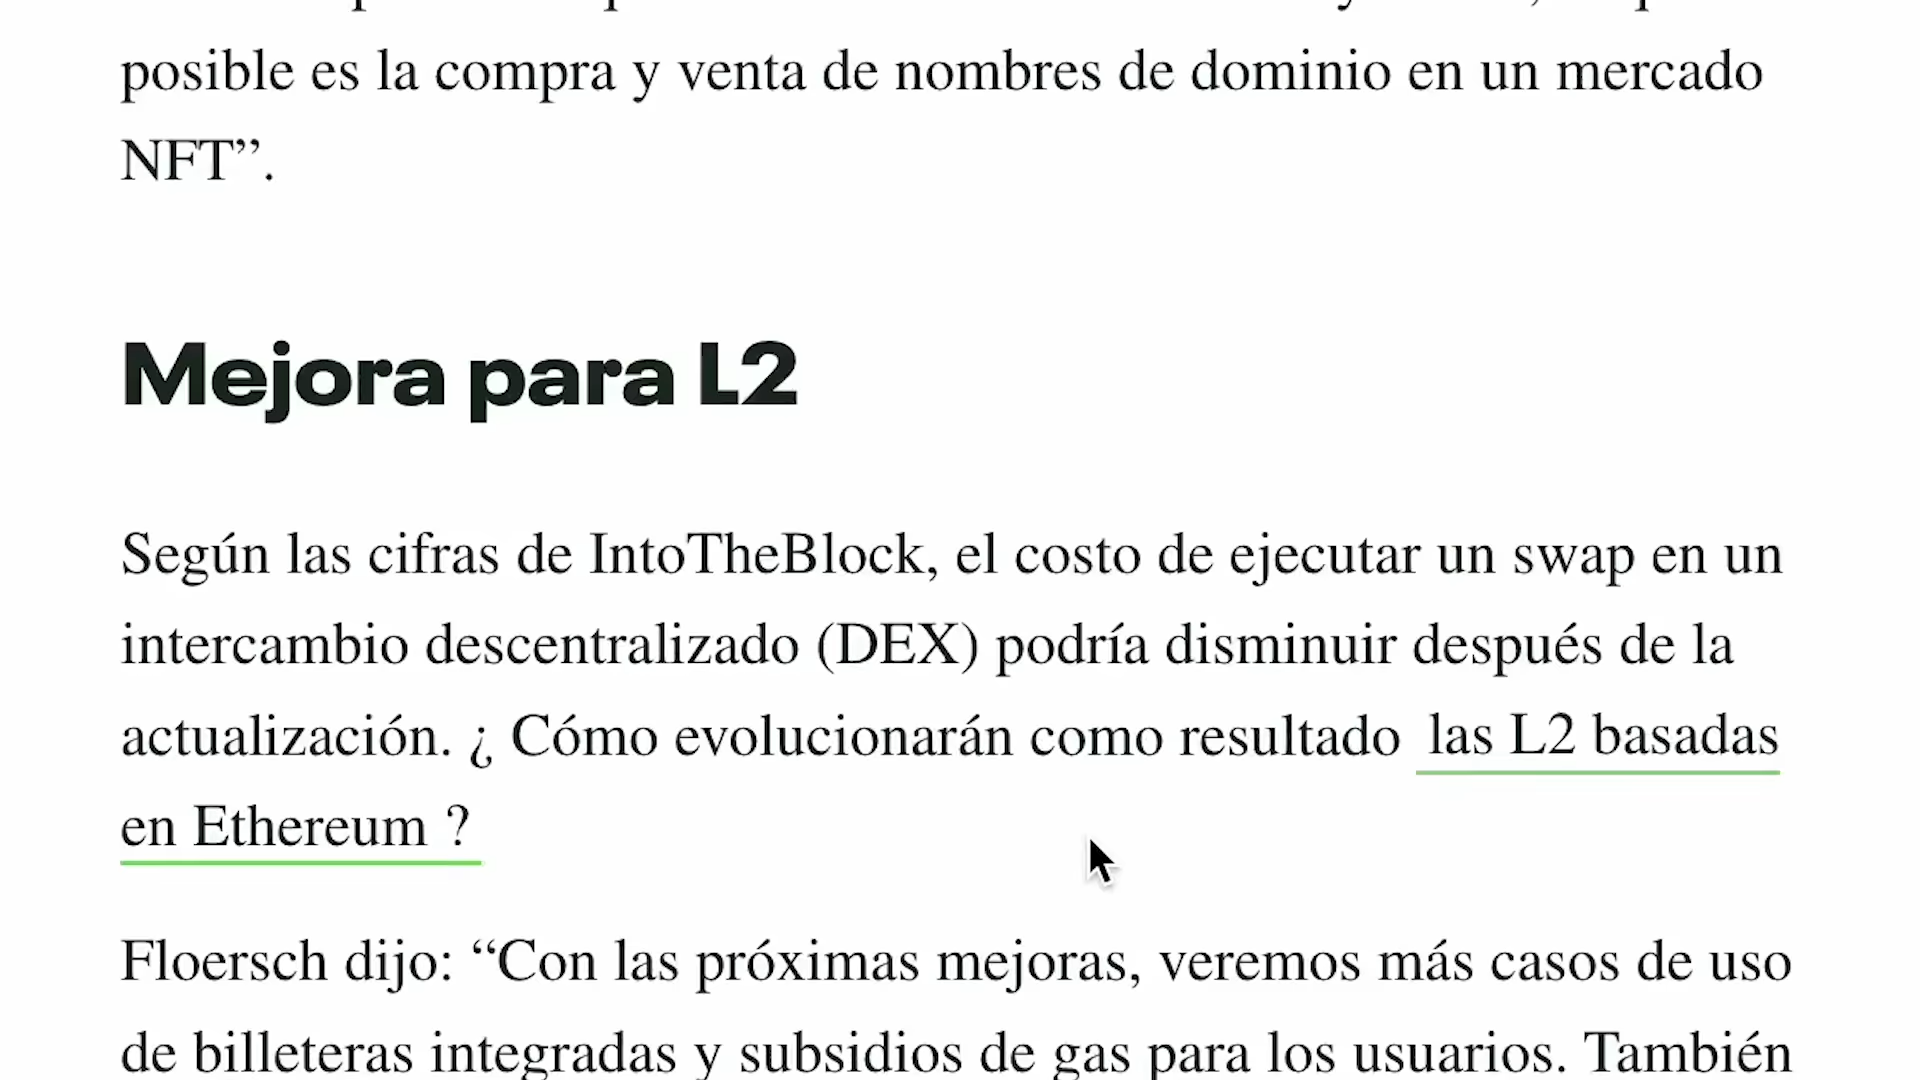 posible es la compra y venta de nombres de dominio en un mercado
NFT”.
Mejora para L2
Según las cifras de IntoTheBlock, el costo de ejecutar un swap en un
intercambio descentralizado (DEX) podría disminuir después de la
actualización. ¿ Cómo evolucionarán como resultado las L2 basadas
en Ethereum ?
Floersch dijo: “Con las próximas mejoras, veremos más casos de uso
de billeteras integradas y subsidios de gas para los usuarios. También